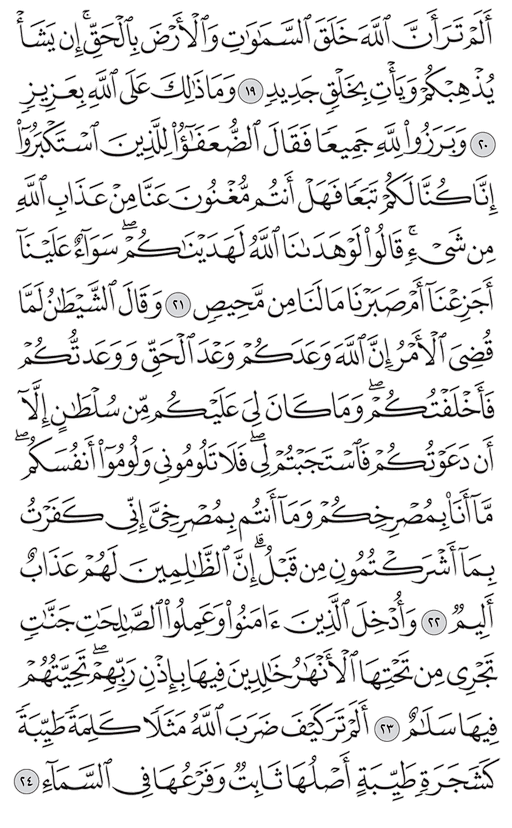 أَلَمْ تَرَ أَنَّ ٱللَّهَ خَلَقَ ٱلسَّمَـٰوَٰتِ وَٱلْأَرْضَ بِٱلْحَقِّ ۚ إِن يَشَأْ
يُذْهِبْكُمْ وَيَأْتِ بِخَلْقٍ جَدِيدٍ ١٩ وَمَا ذَٰلِكَ عَلَى ٱللَّهِ بِعَزِيزٍ
٢٠ وَبَرَزُوا۟ لِلَّهِ جَمِيعًا فَقَالَ ٱلضُّعَفَـٰٓؤُا۟ لِلَّذِينَ ٱسْتَكْبَرُوٓا۟
إِنَّا كُنَّا لَكُمْ تَبَعًا فَهَلْ أَنتُم مُّغْنُونَ عَنَّا مِنْ عَذَابِ ٱللَّهِ
مِن شَىْءٍ ۚ قَالُوا۟ لَوْ هَدَىٰنَا ٱللَّهُ لَهَدَيْنَـٰكُمْ ۖ سَوَآءٌ عَلَيْنَآ
أَجَزِعْنَآ أَمْ صَبَرْنَا مَا لَنَا مِن مَّحِيصٍ ٢١ وَقَالَ ٱلشَّيْطَـٰنُ لَمَّا
قُضِىَ ٱلْأَمْرُ إِنَّ ٱللَّهَ وَعَدَكُمْ وَعْدَ ٱلْحَقِّ وَوَعَدتُّكُمْ
فَأَخْلَفْتُكُمْ ۖ وَمَا كَانَ لِىَ عَلَيْكُم مِّن سُلْطَـٰنٍ إِلَّآ
أَن دَعَوْتُكُمْ فَٱسْتَجَبْتُمْ لِى ۖ فَلَا تَلُومُونِى وَلُومُوٓا۟ أَنفُسَكُم ۖ
مَّآ أَنَا۠ بِمُصْرِخِكُمْ وَمَآ أَنتُم بِمُصْرِخِىَّ ۖ إِنِّى كَفَرْتُ
بِمَآ أَشْرَكْتُمُونِ مِن قَبْلُ ۗ إِنَّ ٱلظَّـٰلِمِينَ لَهُمْ عَذَابٌ
أَلِيمٌ ٢٢ وَأُدْخِلَ ٱلَّذِينَ ءَامَنُوا۟ وَعَمِلُوا۟ ٱلصَّـٰلِحَـٰتِ جَنَّـٰتٍ
تَجْرِى مِن تَحْتِهَا ٱلْأَنْهَـٰرُ خَـٰلِدِينَ فِيهَا بِإِذْنِ رَبِّهِمْ ۖ تَحِيَّتُهُمْ
فِيهَا سَلَـٰمٌ ٢٣ أَلَمْ تَرَ كَيْفَ ضَرَبَ ٱللَّهُ مَثَلًا كَلِمَةً طَيِّبَةً
كَشَجَرَةٍ طَيِّبَةٍ أَصْلُهَا ثَابِتٌ وَفَرْعُهَا فِى ٱلسَّمَآءِ ٢٤